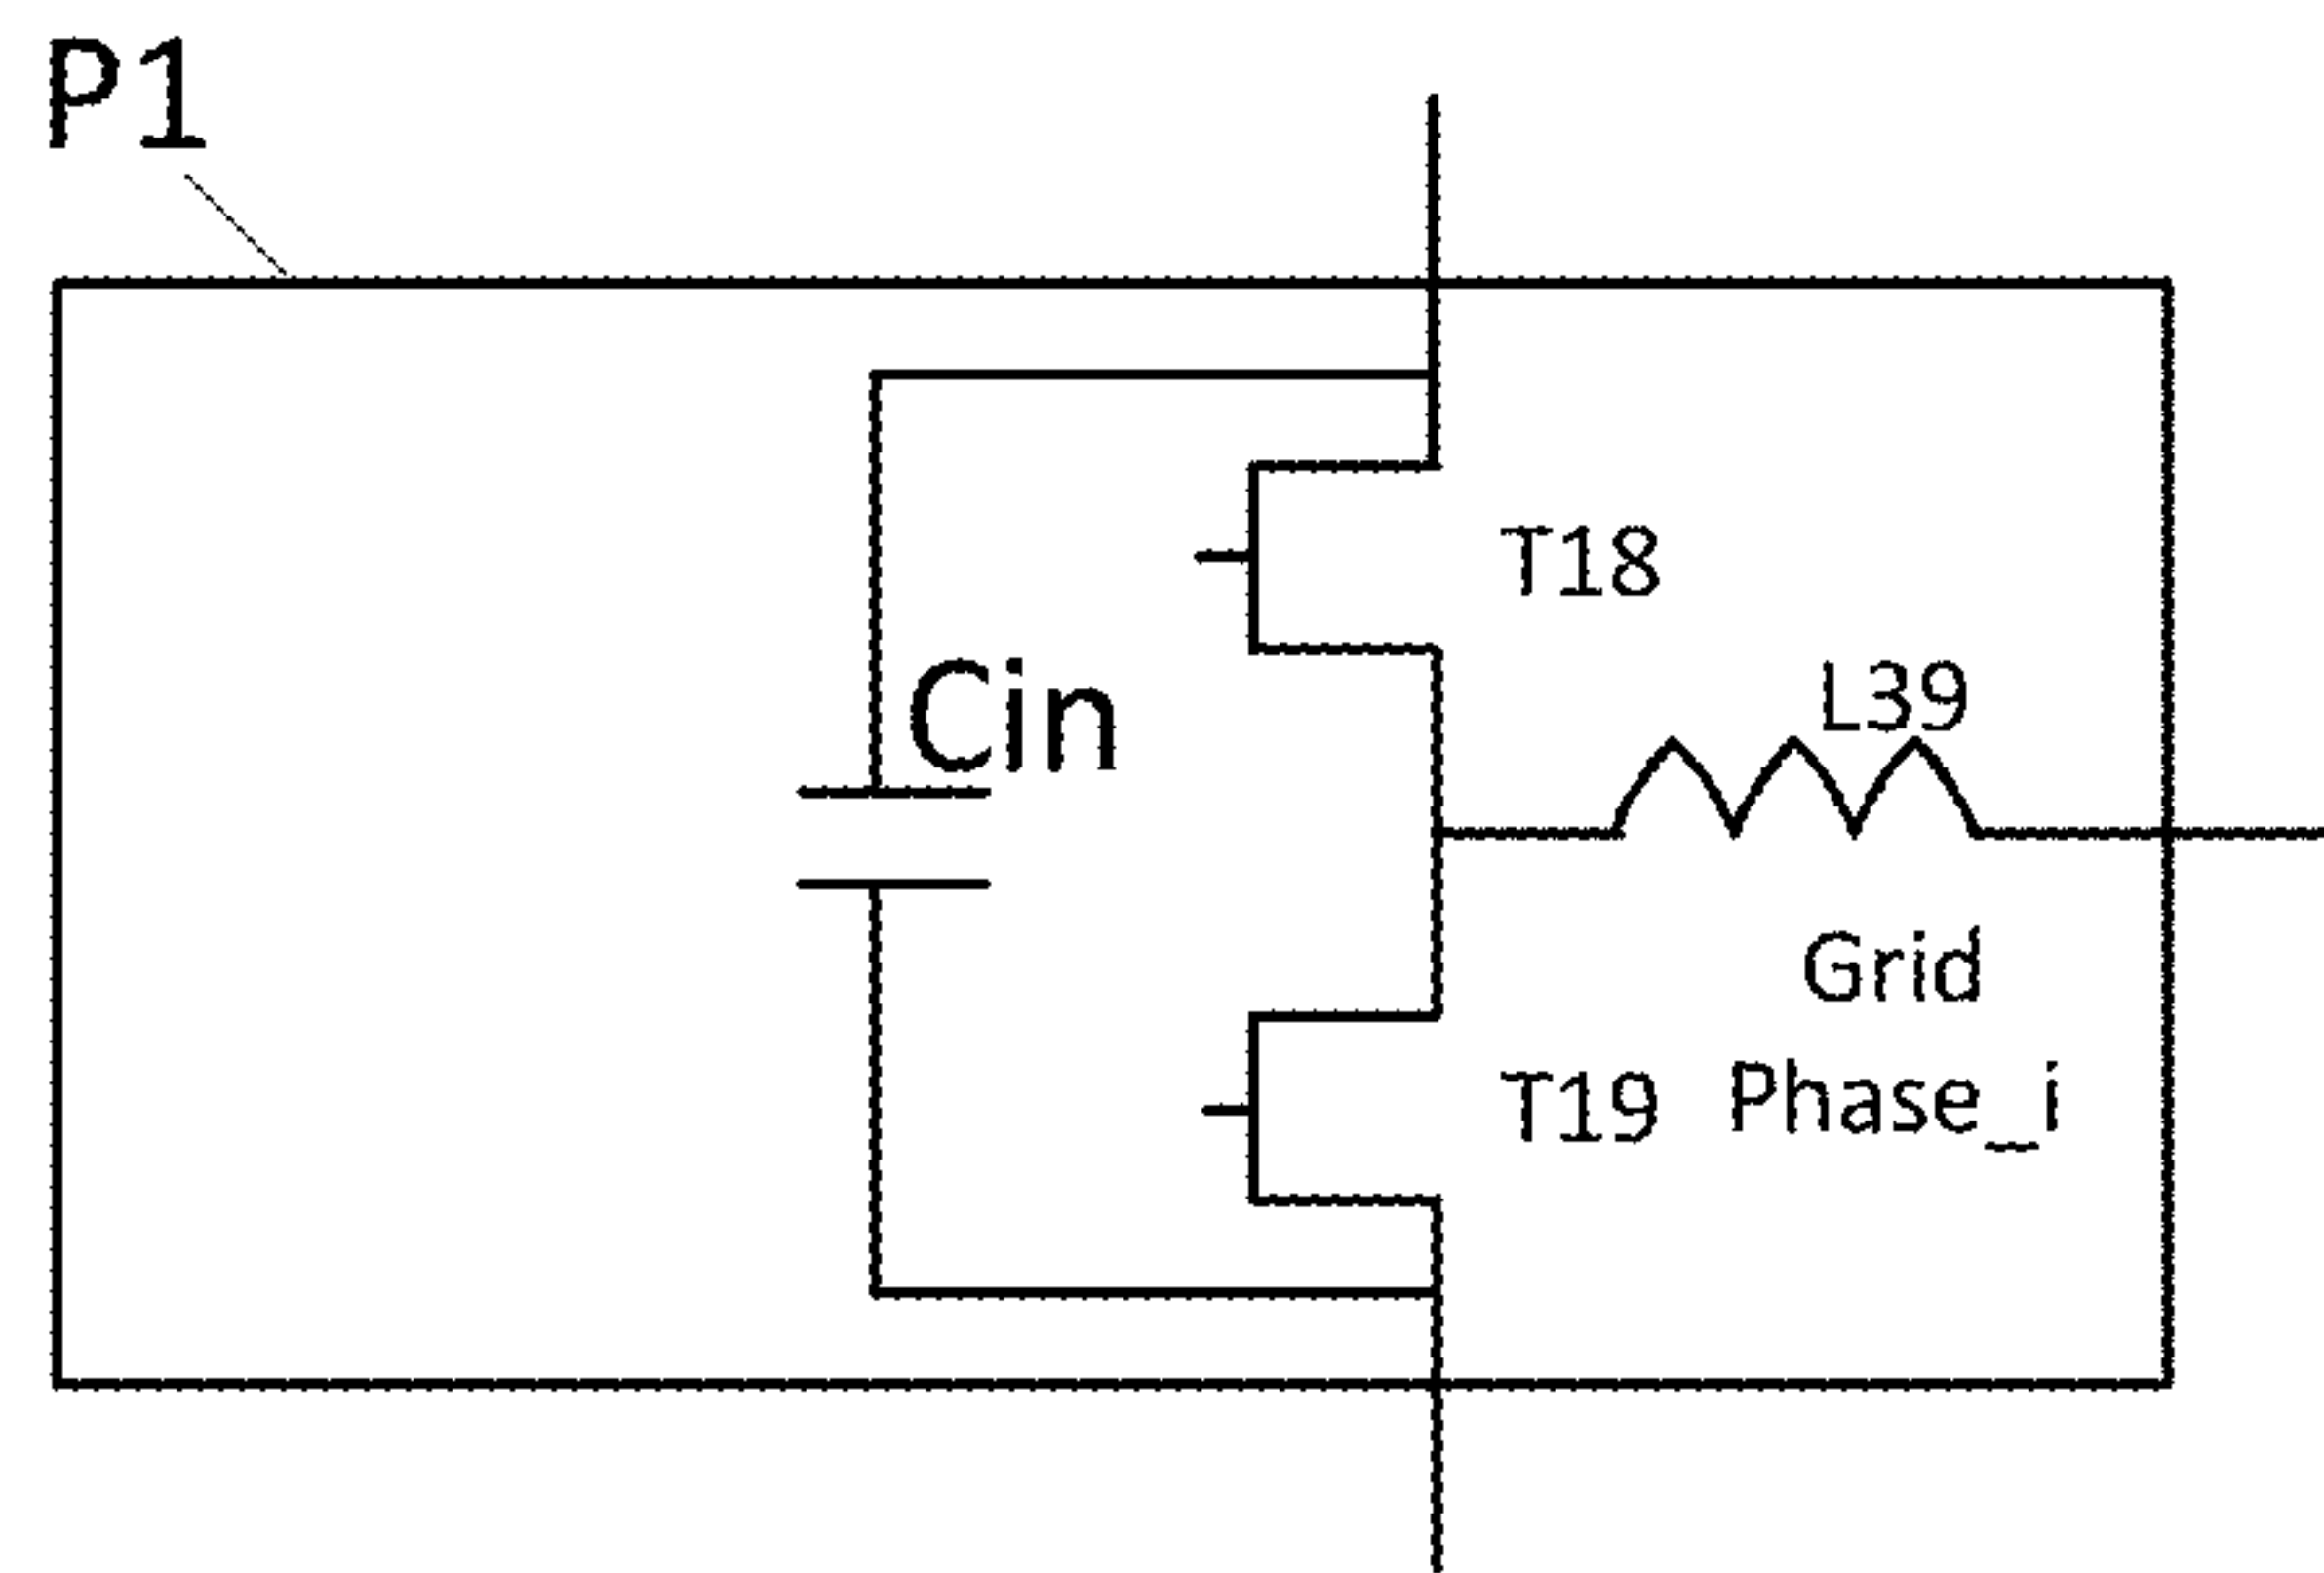 P1
T18
Cin
L39
Grid
T19 Phase_i